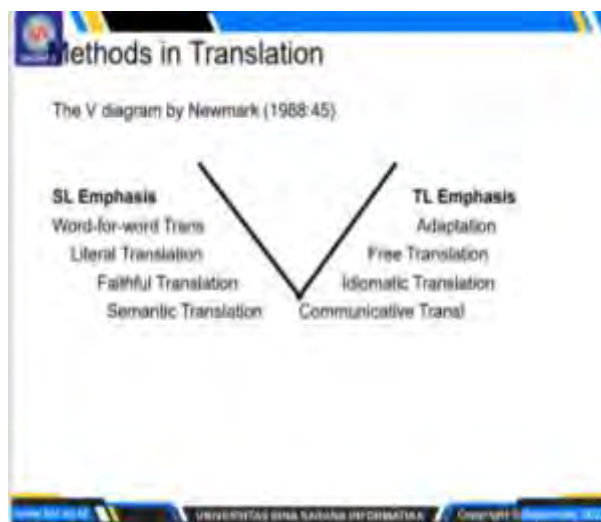 Methods in Translation
The V diagram by Newmark (1988:45)
SL Emphasis
Word-for-word Trans
Literal Translation
Faithful Translation
Semantic Translation
TL Emphasis
Adaptation
Free Translation
Idiomatic Translation
Communicative Transl
UNIVERSITAS BINA SARANA INFORMATIKA
Copyright ©